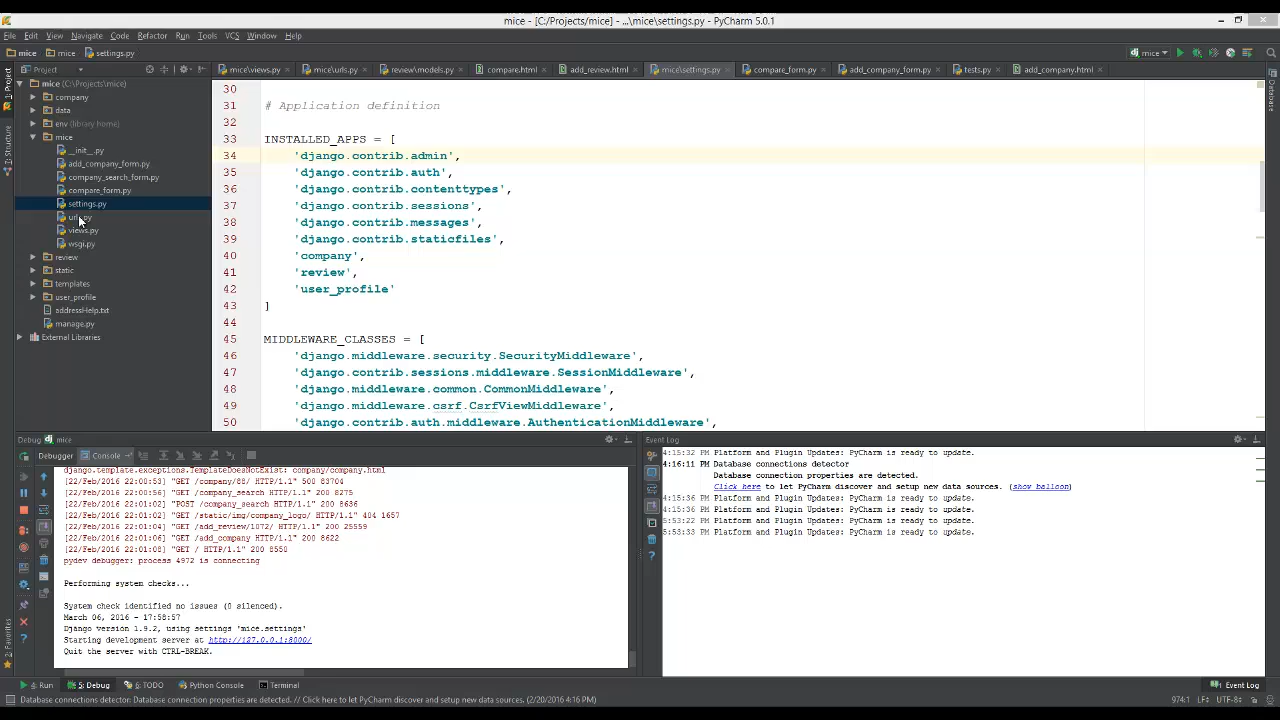 mice - [C:/Projects/mice] - ...\mice\settings.py - PyCharm 5.0.1
File Edit View Navigate Code Refactor Run Tools VCS Window Help
mice mice settings.py mice
Project
mice\views.py mice\urls.py review\models.py compare.html add_review.html mice\settings.py compare_form.py add_company_form.py tests.py add_company.html
1: Project
Z: Structure
2: Favorites
Database
mice (C:\Projects\mice)
company
data
env (library home)
mice
__init__.py
add_company_form.py
company_search_form.py
compare_form.py
settings.py
views.py
wsgi.py
review
static
templates
user_profile
addressHelp.txt
manage.py
External Libraries
30
31 # Application definition
32
33 INSTALLED_APPS = [
34 'django.contrib.admin',
35 'django.contrib.auth',
36 'django.contrib.contenttypes',
37 'django.contrib.sessions',
38 'django.contrib.messages',
39 'django.contrib.staticfiles',
40 'company',
41 'review',
42 'user_profile'
43 ]
44
45 MIDDLEWARE_CLASSES = [
46 'django.middleware.security.SecurityMiddleware',
47 'django.contrib.sessions.middleware.SessionMiddleware',
48 'django.middleware.common.CommonMiddleware',
49 'django.middleware.csrf.CsrfViewMiddleware',
50 'django.contrib.auth.middleware.AuthenticationMiddleware',
Debug mice
Debugger Console
django.template.exceptions.TemplateDoesNotExist: company/company.html
[22/Feb/2016 22:00:53] "GET /company/88/ HTTP/1.1" 500 83704
[22/Feb/2016 22:00:56] "GET /company_search HTTP/1.1" 200 8275
[22/Feb/2016 22:01:02] "POST /company_search HTTP/1.1" 200 8636
[22/Feb/2016 22:01:02] "GET /static/img/company_logo/ HTTP/1.1" 404 1657
[22/Feb/2016 22:01:04] "GET /add_review/1072/ HTTP/1.1" 200 25559
[22/Feb/2016 22:01:06] "GET /add_company HTTP/1.1" 200 8622
[22/Feb/2016 22:01:08] "GET / HTTP/1.1" 200 8550
pydev debugger: process 4972 is connecting
Performing system checks...
System check identified no issues (0 silenced).
March 06, 2016 - 17:58:57
Django version 1.9.2, using settings 'mice.settings'
Starting development server at http://127.0.0.1:8000/
Quit the server with CTRL-BREAK.
Event Log
4:15:32 PM Platform and Plugin Updates: PyCharm is ready to update.
4:16:11 PM Database connections detector
Database connection properties are detected.
Click here to let PyCharm discover and setup new data sources. (show balloon)
4:15:36 PM Platform and Plugin Updates: PyCharm is ready to update.
4:15:36 PM Platform and Plugin Updates: PyCharm is ready to update.
5:53:22 PM Platform and Plugin Updates: PyCharm is ready to update.
5:53:33 PM Platform and Plugin Updates: PyCharm is ready to update.
4: Run 5: Debug 6: TODO Python Console Terminal Event Log
Database connections detector: Database connection properties are detected. // Click here to let PyCharm discover and setup new data sources. (2/20/2016 4:16 PM) 974:1 LF÷ UTF-8÷